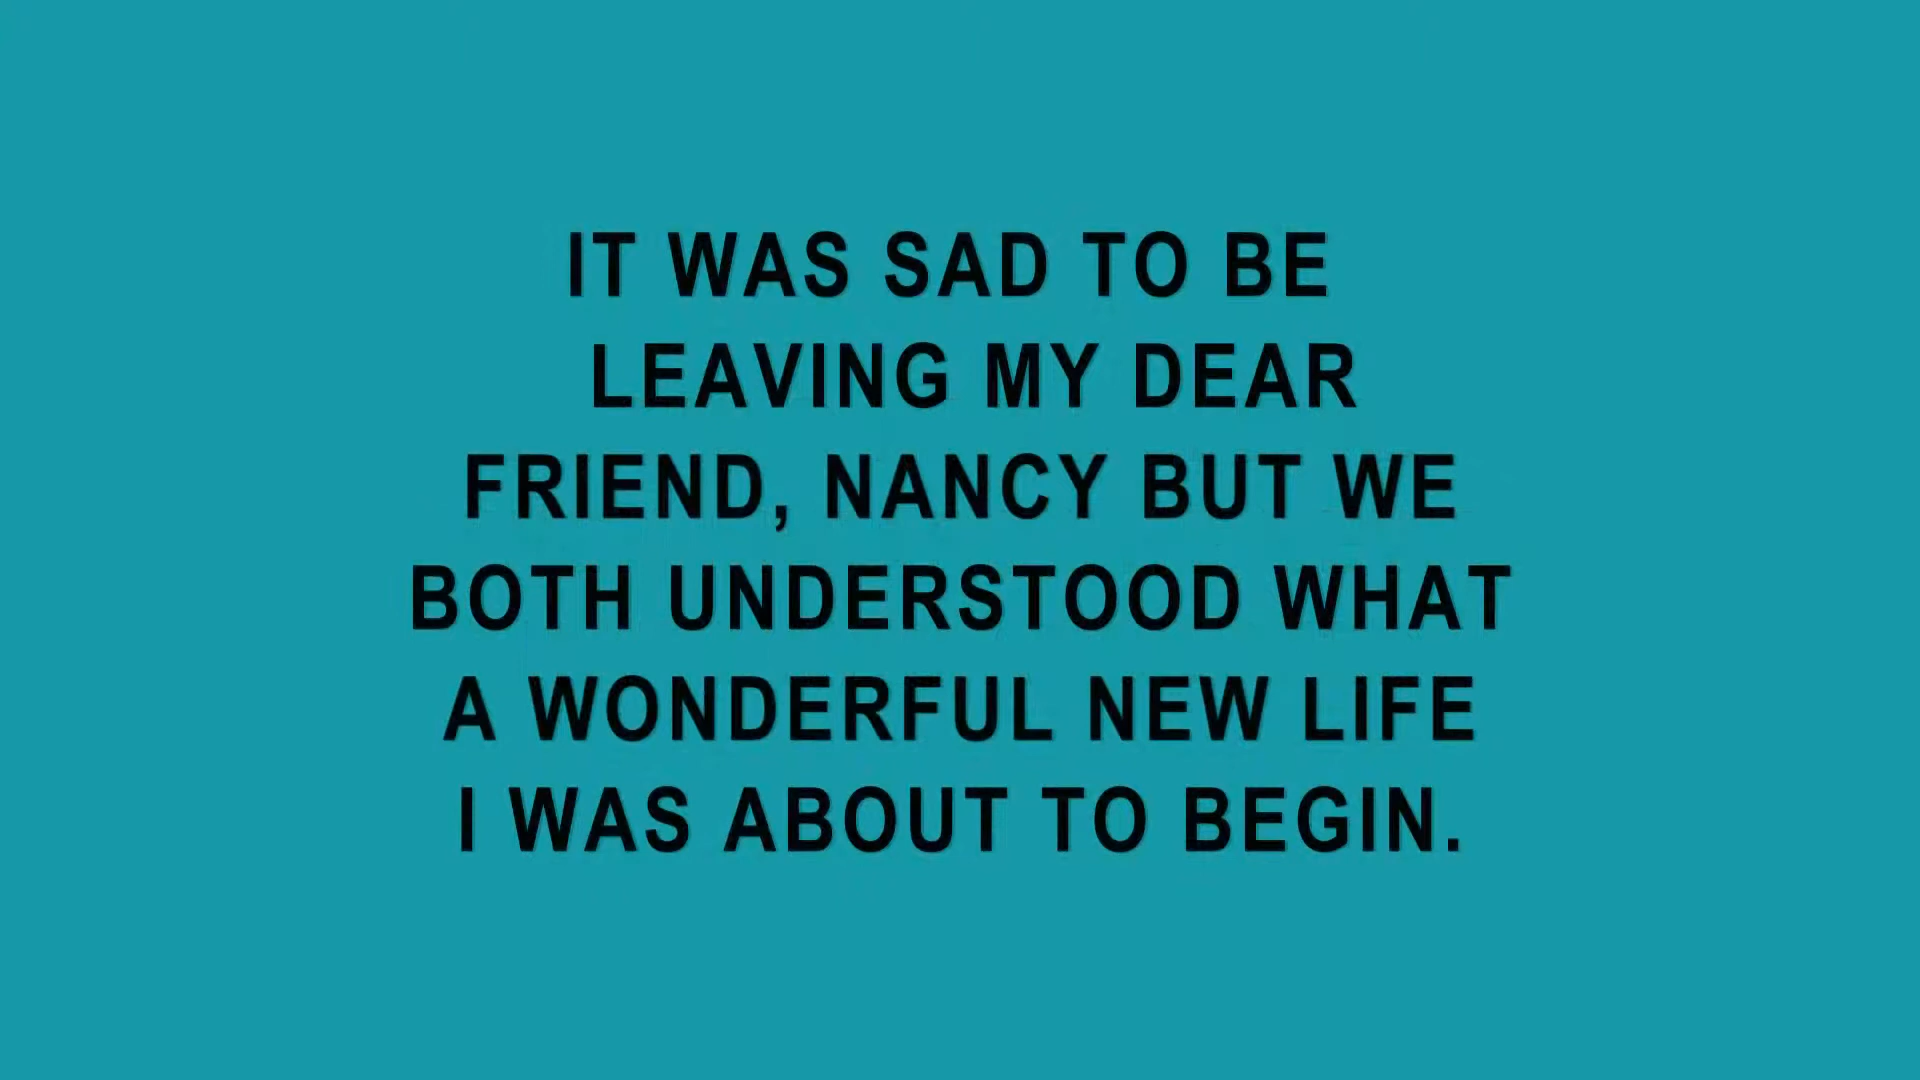 IT WAS SAD TO BE
LEAVING MY DEAR
FRIEND, NANCY BUT WE
BOTH UNDERSTOOD WHAT
A WONDERFUL NEW LIFE
I WAS ABOUT TO BEGIN.